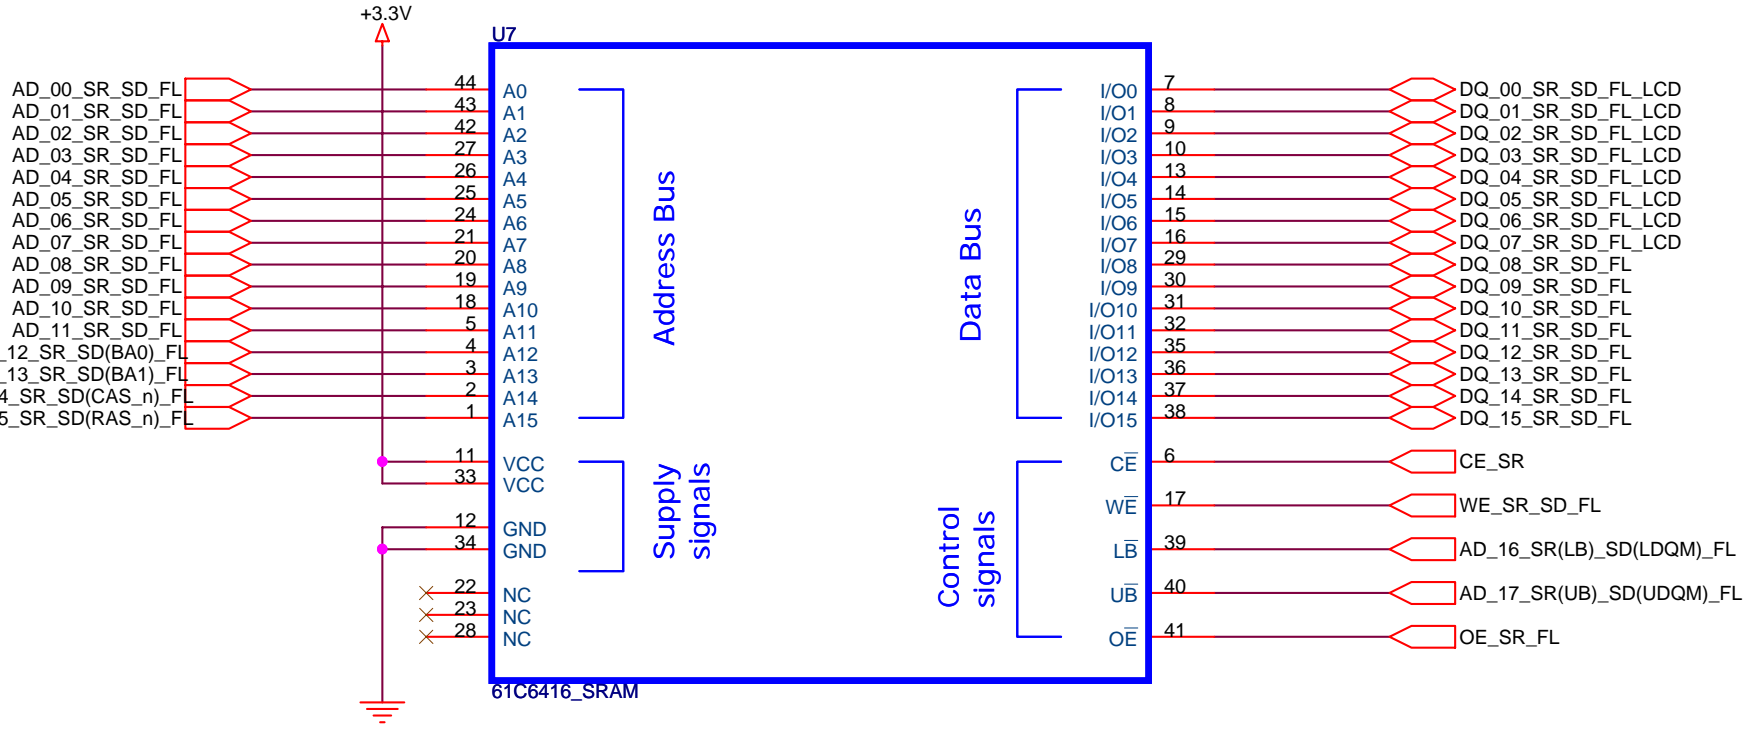 +3.3V
U7
AD_00_SR_SD_FL 44 A0 I/O0 7 DQ_00_SR_SD_FL_LCD
AD_01_SR_SD_FL 43 A1 I/O1 8 DQ_01_SR_SD_FL_LCD
AD_02_SR_SD_FL 42 A2 I/O2 9 DQ_02_SR_SD_FL_LCD
AD_03_SR_SD_FL 27 A3 I/O3 10 DQ_03_SR_SD_FL_LCD
AD_04_SR_SD_FL 26 A4 I/O4 13 DQ_04_SR_SD_FL_LCD
AD_05_SR_SD_FL 25 A5 I/O5 14 DQ_05_SR_SD_FL_LCD
AD_06_SR_SD_FL 24 A6 I/O6 15 DQ_06_SR_SD_FL_LCD
AD_07_SR_SD_FL 21 A7 I/O7 16 DQ_07_SR_SD_FL_LCD
AD_08_SR_SD_FL 20 A8 I/O8 29 DQ_08_SR_SD_FL
AD_09_SR_SD_FL 19 A9 I/O9 30 DQ_09_SR_SD_FL
AD_10_SR_SD_FL 18 A10 I/O10 31 DQ_10_SR_SD_FL
AD_11_SR_SD_FL 5 A11 I/O11 32 DQ_11_SR_SD_FL
_12_SR_SD(BA0)_FL 4 A12 I/O12 35 DQ_12_SR_SD_FL
_13_SR_SD(BA1)_FL 3 A13 I/O13 36 DQ_13_SR_SD_FL
4_SR_SD(CAS_n)_FL 2 A14 I/O14 37 DQ_14_SR_SD_FL
5_SR_SD(RAS_n)_FL 1 A15 I/O15 38 DQ_15_SR_SD_FL
Address Bus
Data Bus
11 VCC CE 6 CE_SR
33 VCC
WE 17 WE_SR_SD_FL
12 GND
34 GND LB 39 AD_16_SR(LB)_SD(LDQM)_FL
22 NC UB 40 AD_17_SR(UB)_SD(UDQM)_FL
23 NC
28 NC OE 41 OE_SR_FL
Supply
signals
Control
signals
61C6416_SRAM